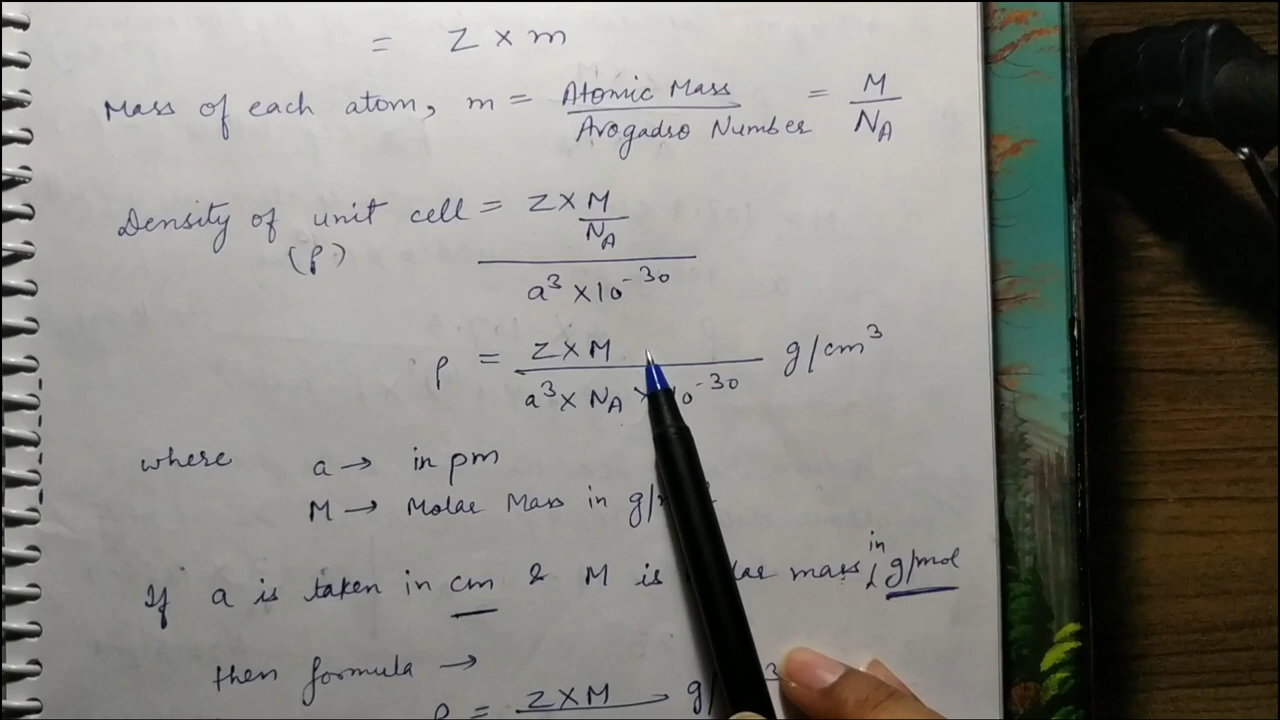 = Z × m
Mass of each atom, m = Atomic Mass / Avogadro Number = M / NA
Density of unit cell = Z × M / NA
(ρ)
a³ × 10⁻³⁰
ρ = Z × M / a³ × NA × 10⁻³⁰ g/cm³
where a → in pm
M → Molar Mass in
If a is taken in cm & M is mass in g/mol
then formula →
ρ = Z × M